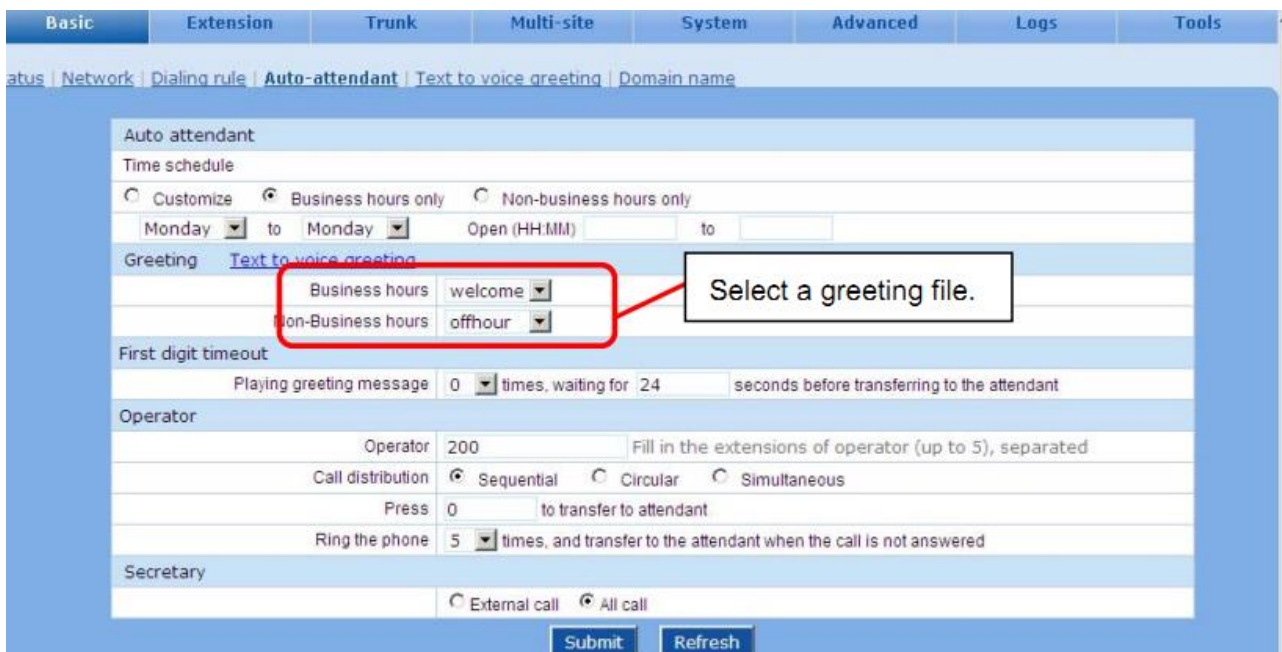 Basic Extension Trunk Multi-site System Advanced Logs Tools
atus | Network | Dialing rule | Auto-attendant | Text to voice greeting | Domain name
Auto attendant
Time schedule
Customize Business hours only Non-business hours only
Monday to Monday Open (HH:MM) to
Greeting Text to voice greeting
Business hours welcome
Select a greeting file.
Non-Business hours offhour
First digit timeout
Playing greeting message 0 times, waiting for 24 seconds before transferring to the attendant
Operator
Operator 200 Fill in the extensions of operator (up to 5), separated
Call distribution Sequential Circular Simultaneous
Press 0 to transfer to attendant
Ring the phone 5 times, and transfer to the attendant when the call is not answered
Secretary
External call All call
Submit Refresh